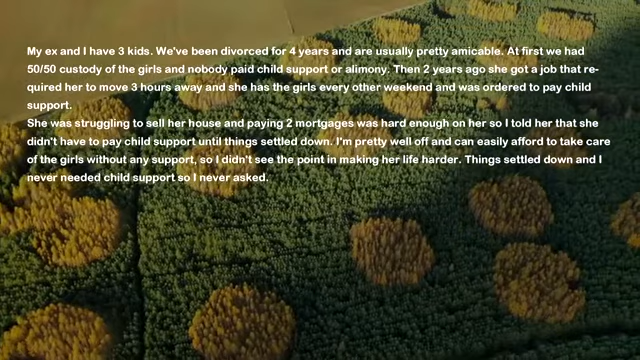 My ex and I have 3 kids. We've been divorced for 4 years and are usually pretty amicable. At first we had
50/50 custody of the girls and nobody paid child support or alimony. Then 2 years ago she got a job that re-
quired her to move 3 hours away and she has the girls every other weekend and was ordered to pay child
support.
She was struggling to sell her house and paying 2 mortgages was hard enough on her so I told her that she
didn't have to pay child support until things settled down. I'm pretty well off and can easily afford to take care
of the girls without any support, so I didn't see the point in making her life harder. Things settled down and I
never needed child support so I never asked.